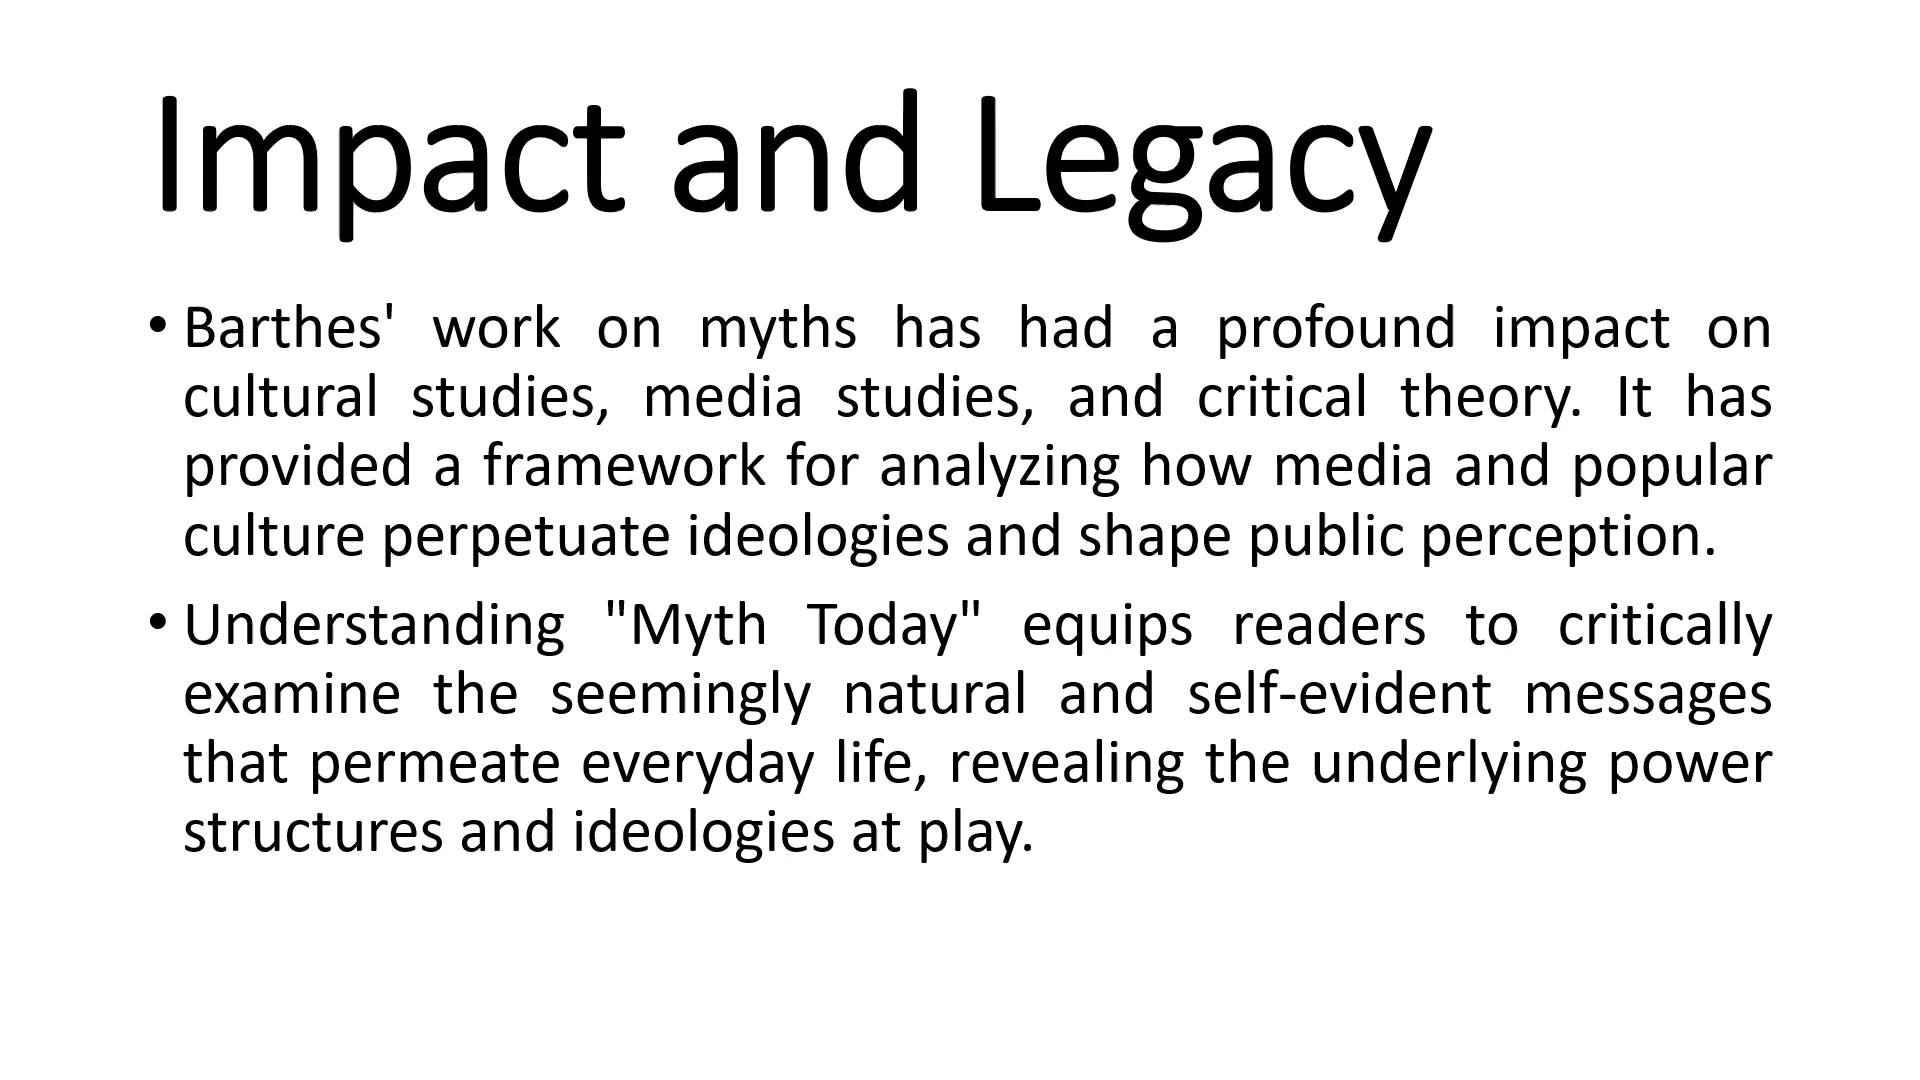 Impact and Legacy
• Barthes' work on myths has had a profound impact on
cultural studies, media studies, and critical theory. It has
provided a framework for analyzing how media and popular
culture perpetuate ideologies and shape public perception.
• Understanding "Myth Today" equips readers to critically
examine the seemingly natural and self-evident messages
that permeate everyday life, revealing the underlying power
structures and ideologies at play.